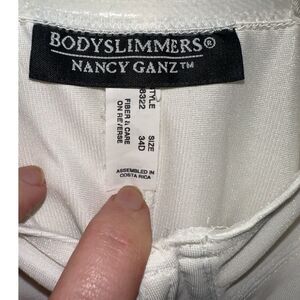 BODYSLIMMERS®
NANCY GANZ™
STYLE
8322
SIZE
34D
FIBER & CARE
ON REVERSE
ASSEMBLED IN
COSTA RICA